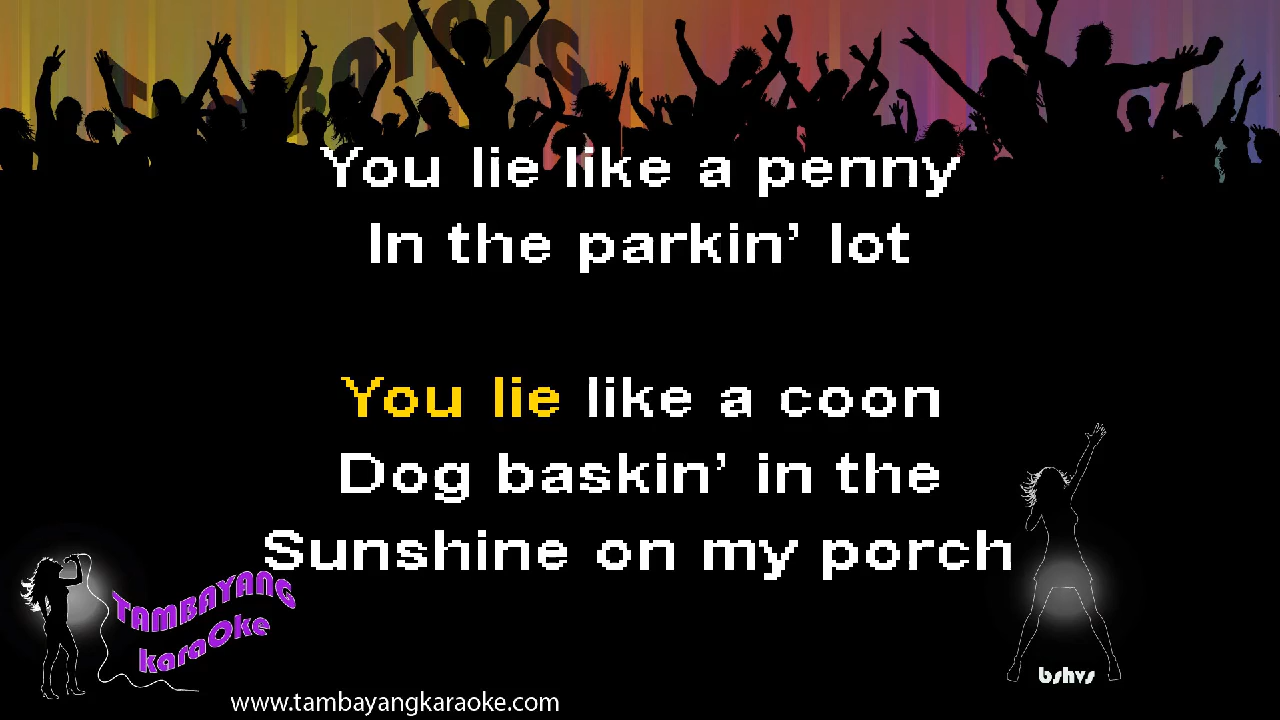 TAMBAYANG
You lie like a penny
In the parkin' lot
You lie like a coon
Dog baskin' in the
Sunshine on my porch
TAMBAYANG
karaOke
bshvs
www.tambayangkaraoke.com